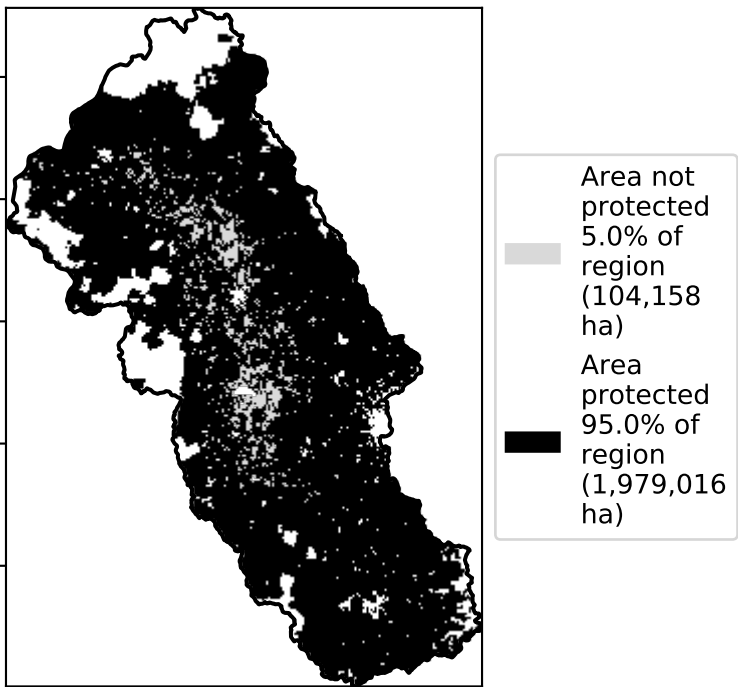 Area not
protected
5.0% of
region
(104,158
ha)
Area
protected
95.0% of
region
(1,979,016
ha)